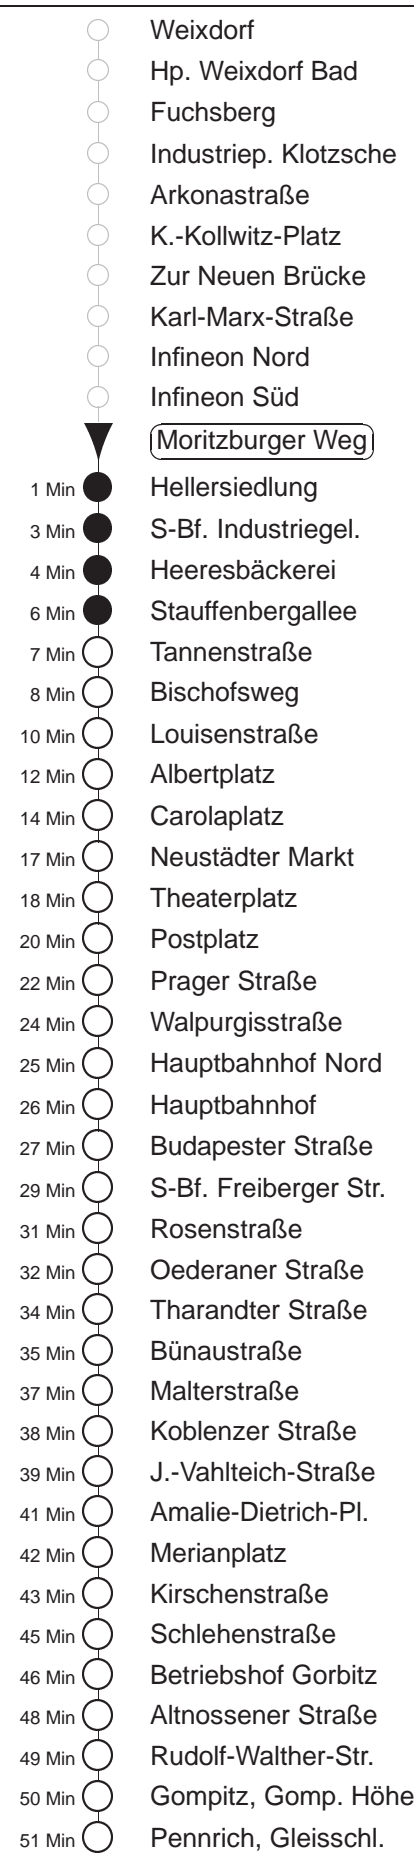 Weixdorf
Hp. Weixdorf Bad
Fuchsberg
Industriep. Klotzsche
Arkonastraße
K.-Kollwitz-Platz
Zur Neuen Brücke
Karl-Marx-Straße
Infineon Nord
Infineon Süd
Moritzburger Weg
1 Min Hellersiedlung
3 Min S-Bf. Industriegel.
4 Min Heeresbäckerei
6 Min Stauffenbergallee
7 Min Tannenstraße
8 Min Bischofsweg
10 Min Louisenstraße
12 Min Albertplatz
14 Min Carolaplatz
17 Min Neustädter Markt
18 Min Theaterplatz
20 Min Postplatz
22 Min Prager Straße
24 Min Walpurgisstraße
25 Min Hauptbahnhof Nord
26 Min Hauptbahnhof
27 Min Budapester Straße
29 Min S-Bf. Freiberger Str.
31 Min Rosenstraße
32 Min Oederaner Straße
34 Min Tharandter Straße
35 Min Bünaustraße
37 Min Malterstraße
38 Min Koblenzer Straße
39 Min J.-Vahlteich-Straße
41 Min Amalie-Dietrich-Pl.
42 Min Merianplatz
43 Min Kirschenstraße
45 Min Schlehenstraße
46 Min Betriebshof Gorbitz
48 Min Altnossener Straße
49 Min Rudolf-Walther-Str.
50 Min Gompitz, Gomp. Höhe
51 Min Pennrich, Gleisschl.